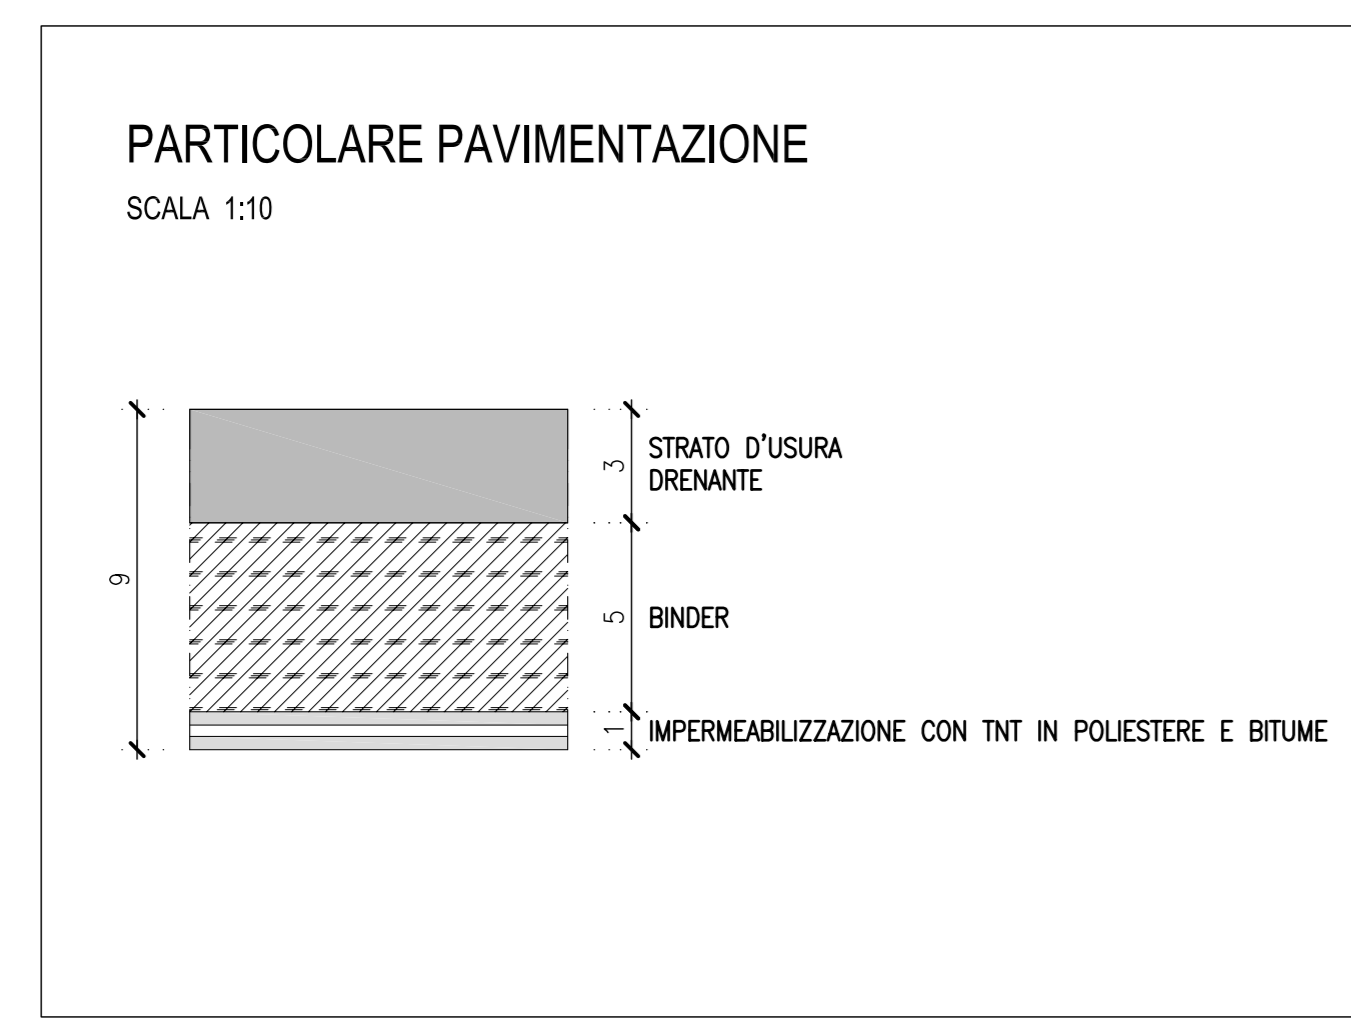 PARTICOLARE PAVIMENTAZIONE
SCALA 1:10
9
3
STRATO D'USURA
DRENANTE
5
BINDER
1
IMPERMEABILIZZAZIONE CON TNT IN POLIESTERE E BITUME